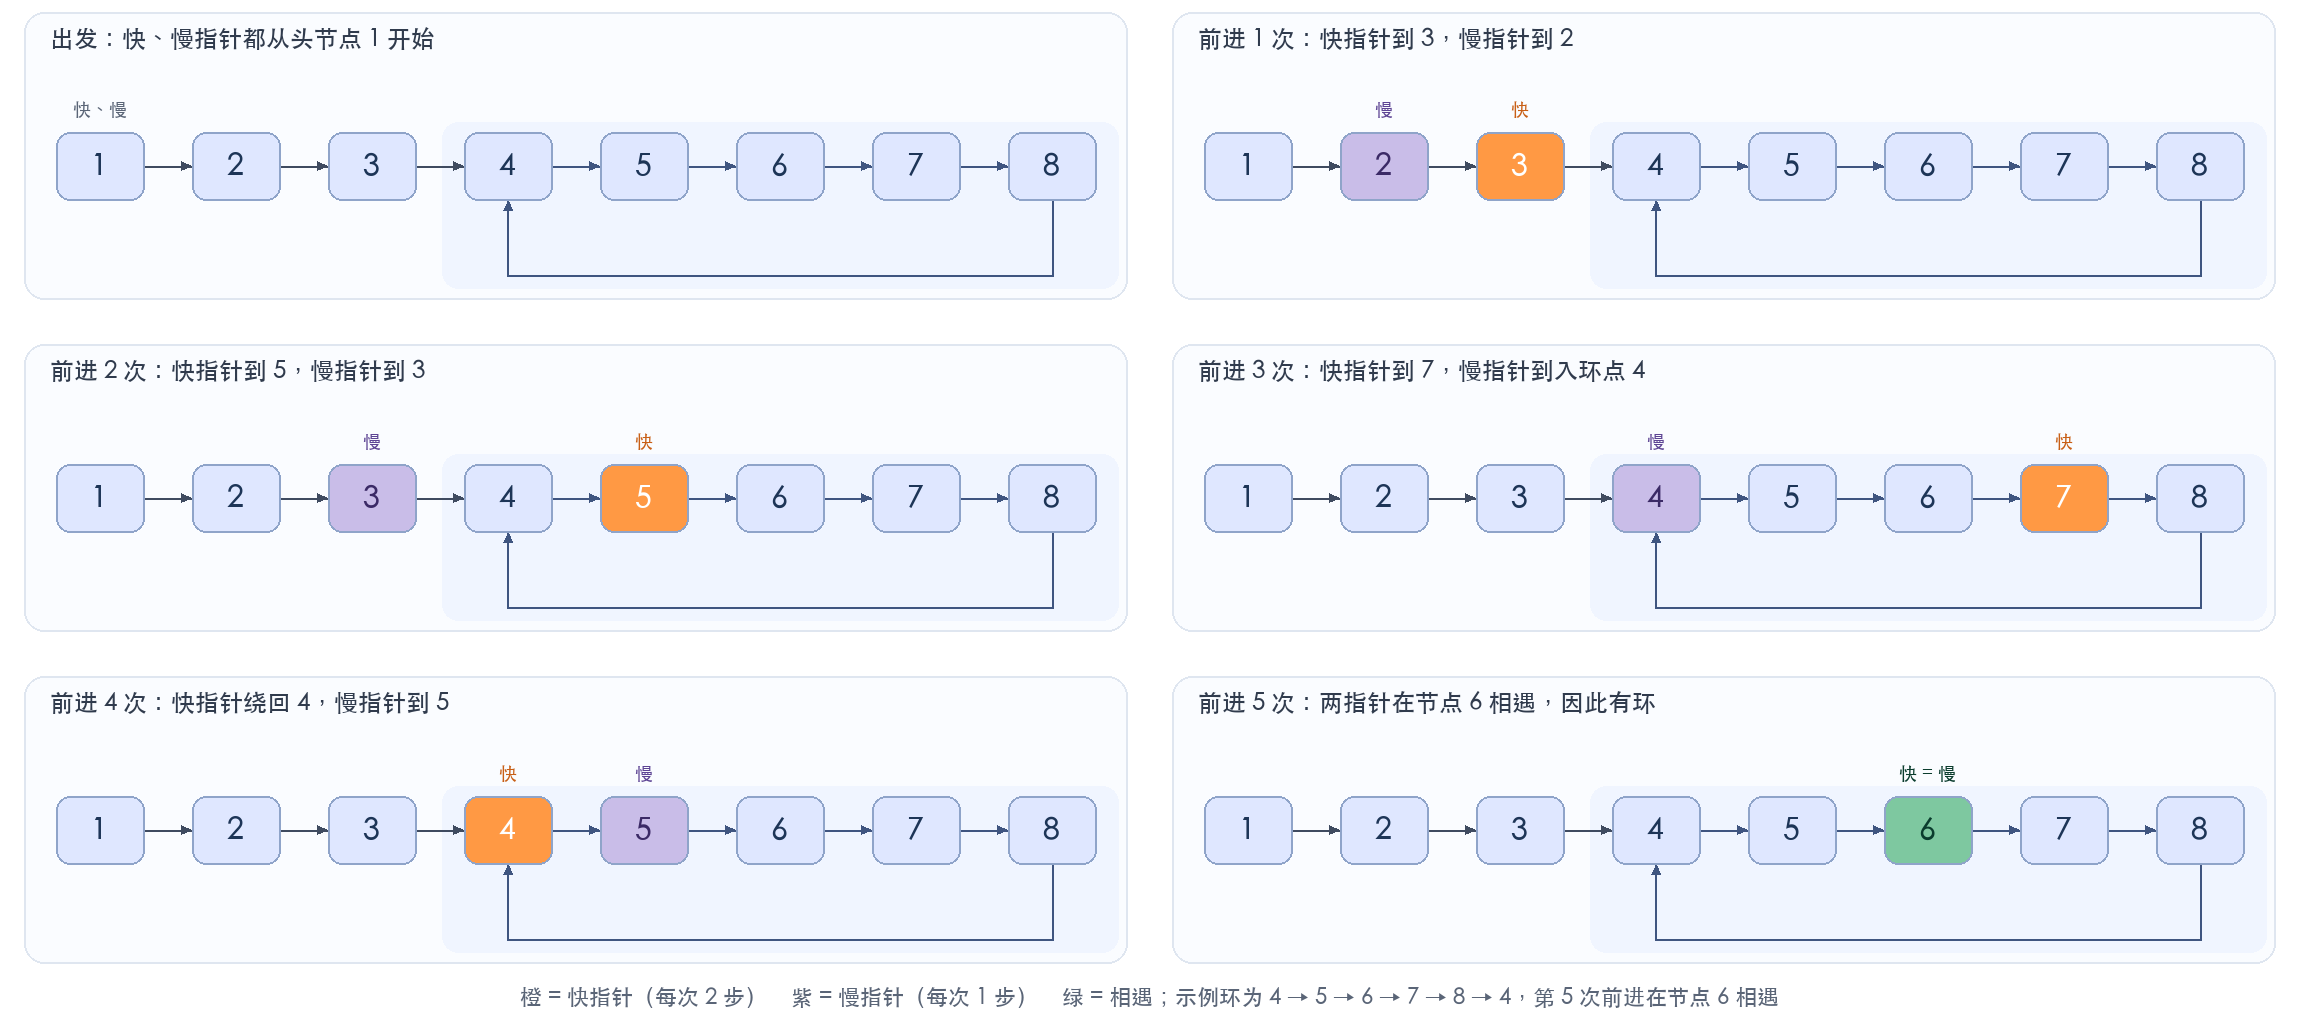 出发：快、慢指针都从头节点 1 开始
快、慢
1 2 3 4 5 6 7 8
前进 1 次：快指针到 3，慢指针到 2
慢 快
1 2 3 4 5 6 7 8
前进 2 次：快指针到 5，慢指针到 3
慢 快
1 2 3 4 5 6 7 8
前进 3 次：快指针到 7，慢指针到入环点 4
慢 快
1 2 3 4 5 6 7 8
前进 4 次：快指针绕回 4，慢指针到 5
快 慢
1 2 3 4 5 6 7 8
前进 5 次：两指针在节点 6 相遇，因此有环
快 = 慢
1 2 3 4 5 6 7 8
橙 = 快指针（每次 2 步） 紫 = 慢指针（每次 1 步） 绿 = 相遇；示例环为 4 → 5 → 6 → 7 → 8 → 4，第 5 次前进在节点 6 相遇